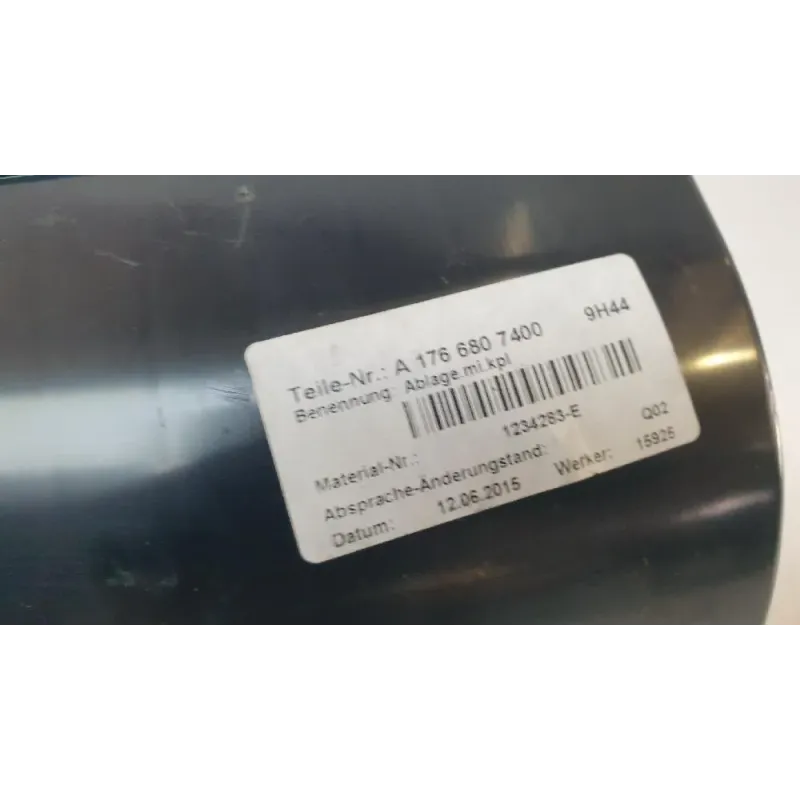 Teile-Nr.: A 176 680 7400 9H44
Benennung: Ablage.mi.kpl
Material-Nr.: 1234283-E
Absprache-Änderungstand: Q02
Datum: 12.06.2015 Werker: 15925